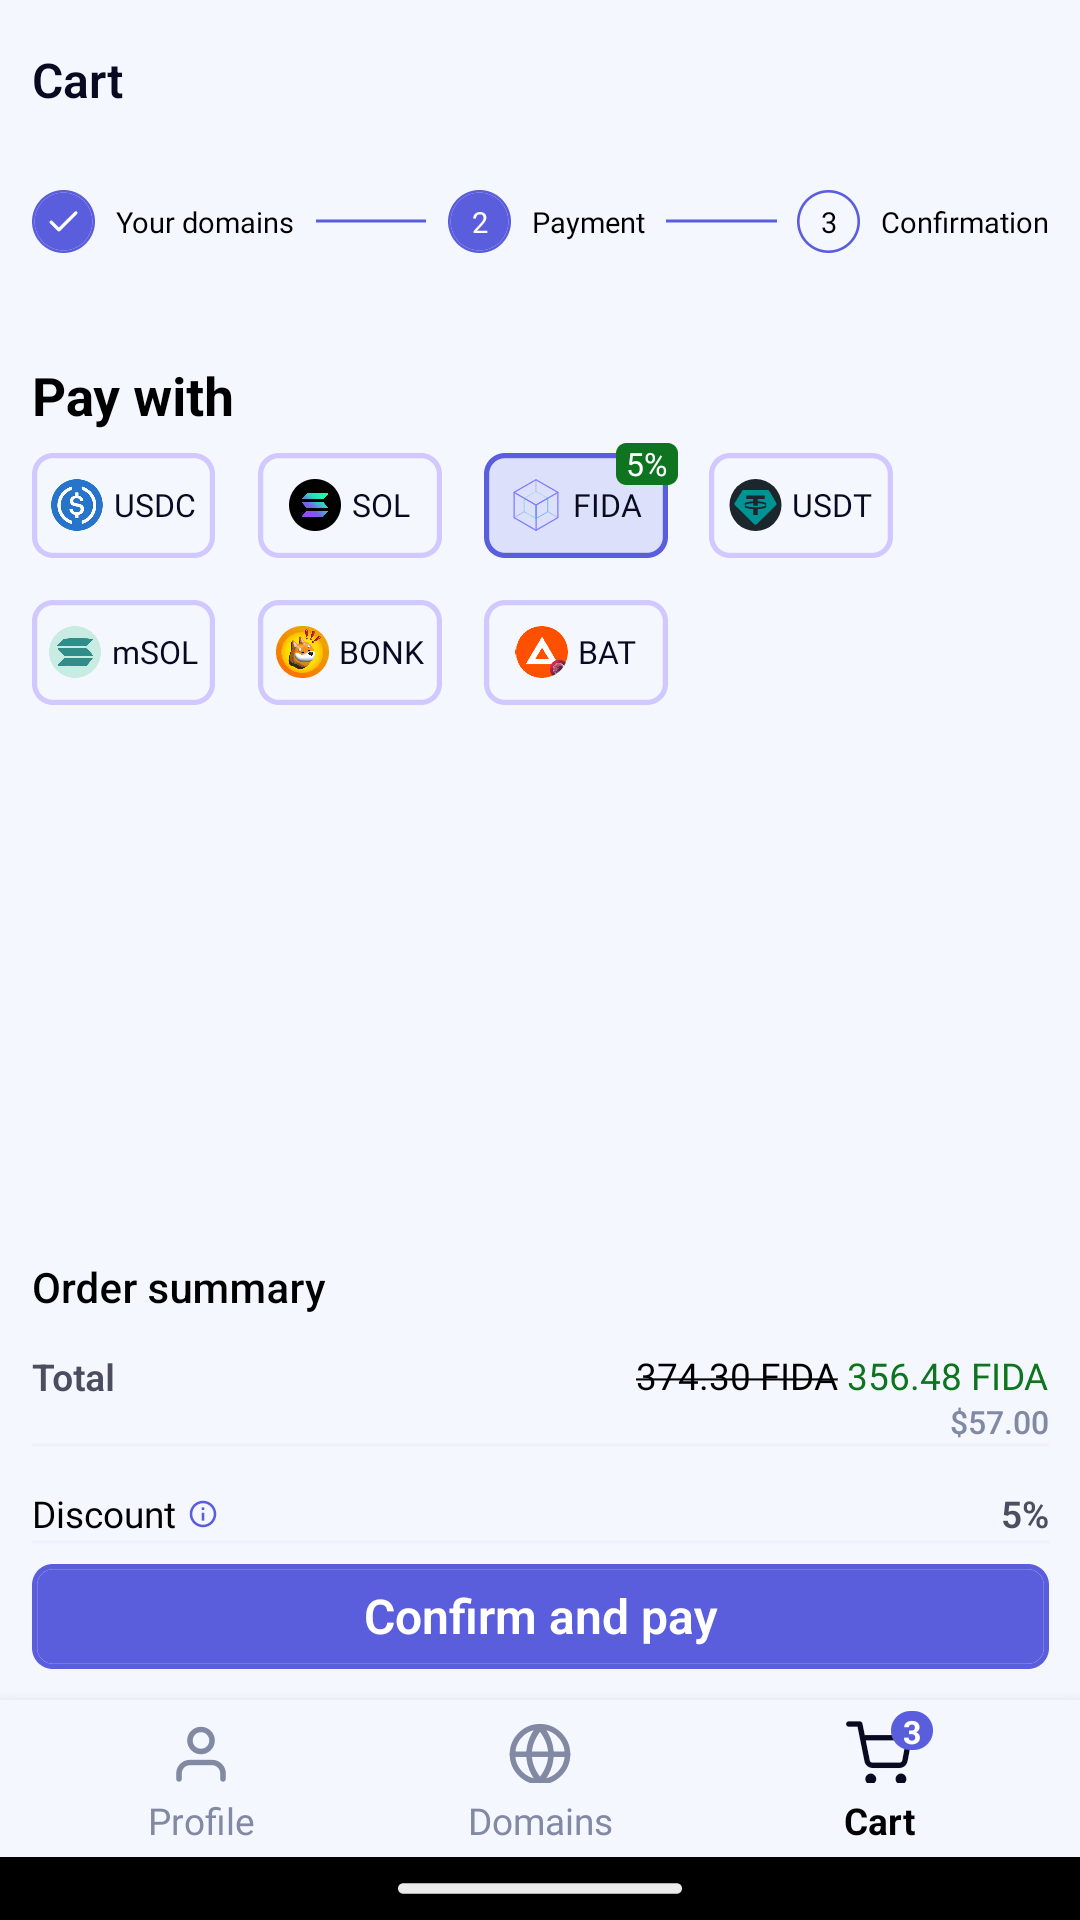 Cart
Your domains
2 Payment
3 Confirmation
Pay with
5%
USDC
SOL
FIDA
USDT
mSOL
BONK
BAT
Order summary
Total 374.30 FIDA 356.48 FIDA
$57.00
Discount 5%
Confirm and pay
3
Profile
Domains
Cart